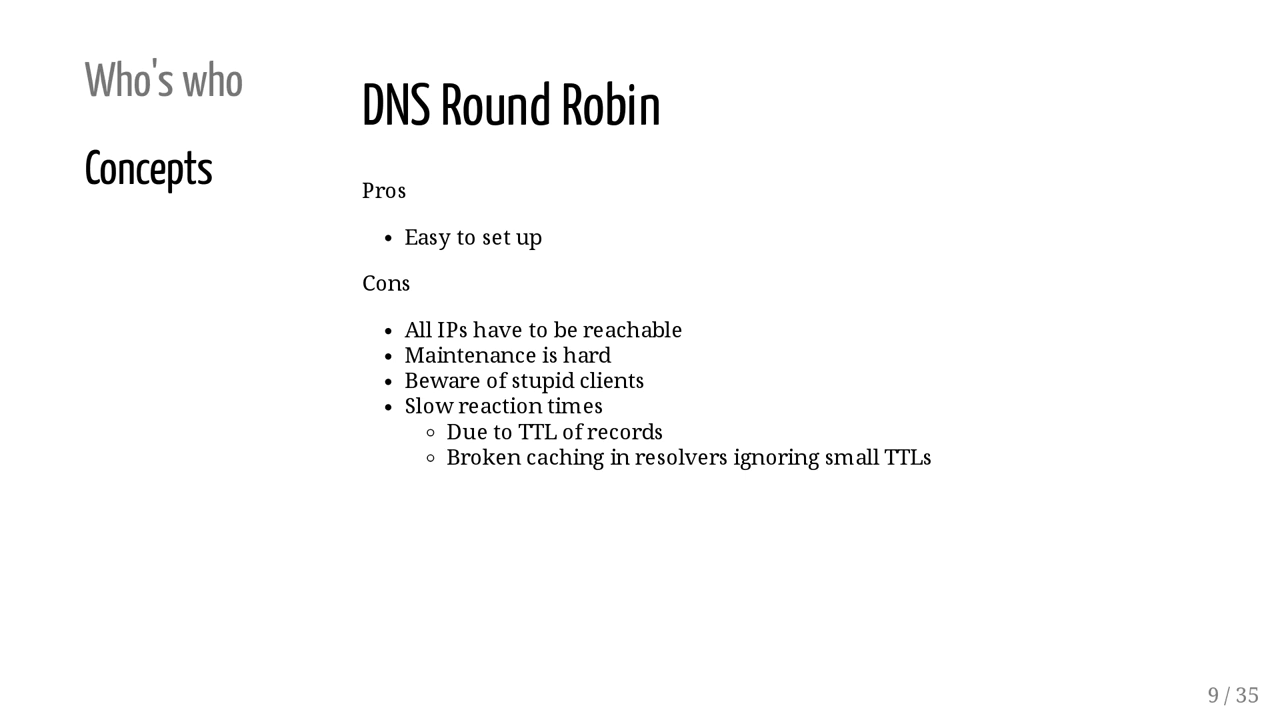 Who's who
Concepts
DNS Round Robin
Pros
Easy to set up
Cons
All IPs have to be reachable
Maintenance is hard
Beware of stupid clients
Slow reaction times
Due to TTL of records
Broken caching in resolvers ignoring small TTLs
9 / 35